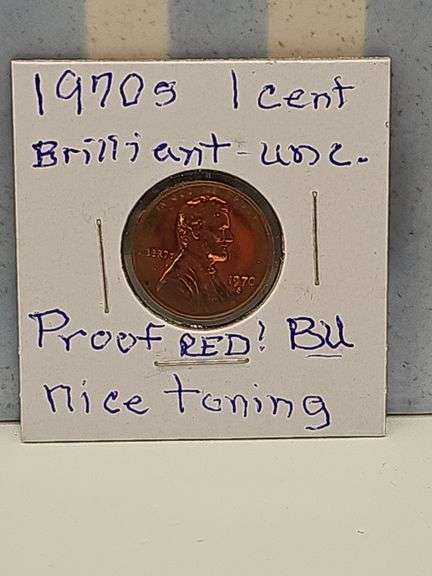 1970s 1 cent
Brilliant-unc.
LIBERTY
1970
S
Proof RED! BU
nice toning